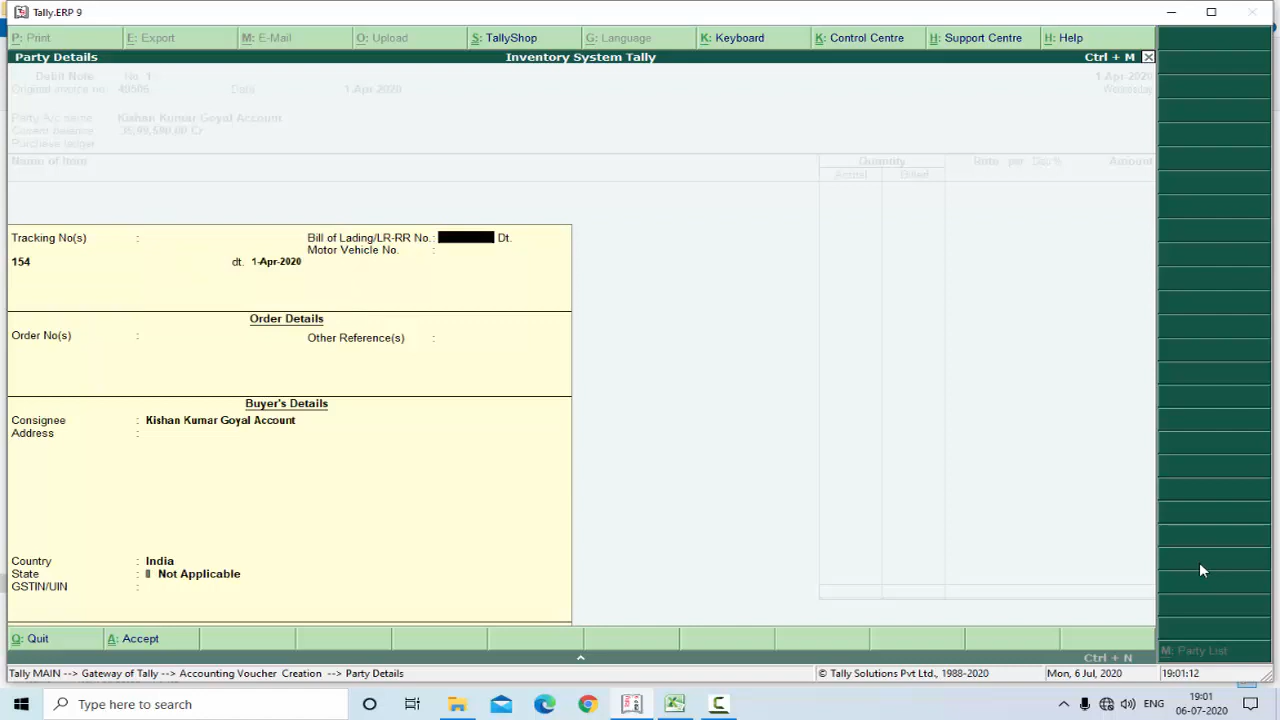 Tally.ERP 9
P: Print E: Export M: E-Mail O: Upload S: TallyShop G: Language K: Keyboard K: Control Centre H: Support Centre H: Help
Party Details Inventory System Tally Ctrl + M
Debit Note No. 1 1-Apr-2020
Original invoice no.: 40506 Date 1-Apr-2020 Wednesday
Party A/c name : Kishan Kumar Goyal Account
Current balance :
Purchase ledger :
Name of Item Quantity Rate per Disc % Amount
Actual Billed
Tracking No(s) : Bill of Lading/LR-RR No. : Dt.
Motor Vehicle No. :
154 dt. 1-Apr-2020
Order Details
Order No(s) : Other Reference(s) :
Buyer's Details
Consignee : Kishan Kumar Goyal Account
Address :
Country : India
State : Not Applicable
GSTIN/UIN :
M: Party List
Q: Quit A: Accept
Ctrl + N
Tally MAIN --> Gateway of Tally --> Accounting Voucher Creation --> Party Details © Tally Solutions Pvt Ltd., 1988-2020 Mon, 6 Jul, 2020 19:01:12
Type here to search ENG 19:01
06-07-2020